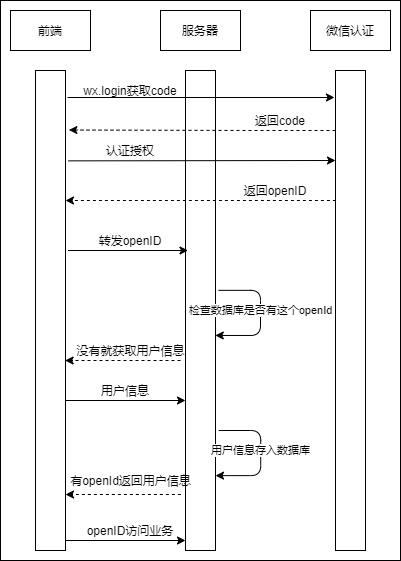 前端
服务器
微信认证
wx.login获取code
返回code
认证授权
返回openID
转发openID
检查数据库是否有这个openId
没有就获取用户信息
用户信息
用户信息存入数据库
有openId返回用户信息
openID访问业务